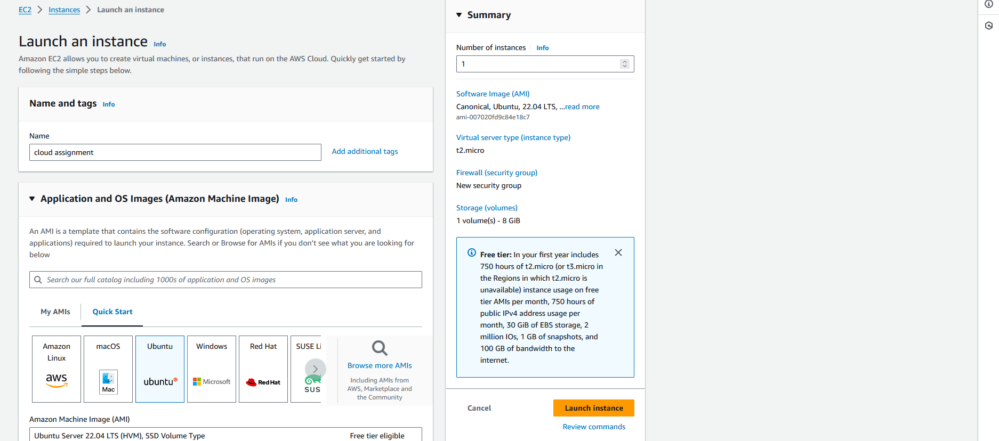 EC2 > Instances > Launch an instance
Launch an instance Info
Amazon EC2 allows you to create virtual machines, or instances, that run on the AWS Cloud. Quickly get started by
following the simple steps below.
Name and tags Info
Name
cloud assignment
Add additional tags
Application and OS Images (Amazon Machine Image) Info
An AMI is a template that contains the software configuration (operating system, application server, and
applications) required to launch your instance. Search or Browse for AMIs if you don't see what you are looking for
below
Search our full catalog including 1000s of application and OS images
My AMIs
Quick Start
Amazon
Linux
aws
macOS
Mac
Ubuntu
ubuntu
Windows
Microsoft
Red Hat
Red Hat
SUSE Li
SUS
Browse more AMIs
Including AMIs from
AWS, Marketplace and
the Community
Amazon Machine Image (AMI)
Ubuntu Server 22.04 LTS (HVM), SSD Volume Type
Free tier eligible
Summary
Number of instances Info
1
Software Image (AMI)
Canonical, Ubuntu, 22.04 LTS, ...read more
ami-007020fd9c84e18c7
Virtual server type (instance type)
t2.micro
Firewall (security group)
New security group
Storage (volumes)
1 volume(s) - 8 GiB
Free tier: In your first year includes
750 hours of t2.micro (or t3.micro in
the Regions in which t2.micro is
unavailable) instance usage on free
tier AMIs per month, 750 hours of
public IPv4 address usage per
month, 30 GiB of EBS storage, 2
million IOs, 1 GB of snapshots, and
100 GB of bandwidth to the
internet.
Cancel
Launch instance
Review commands